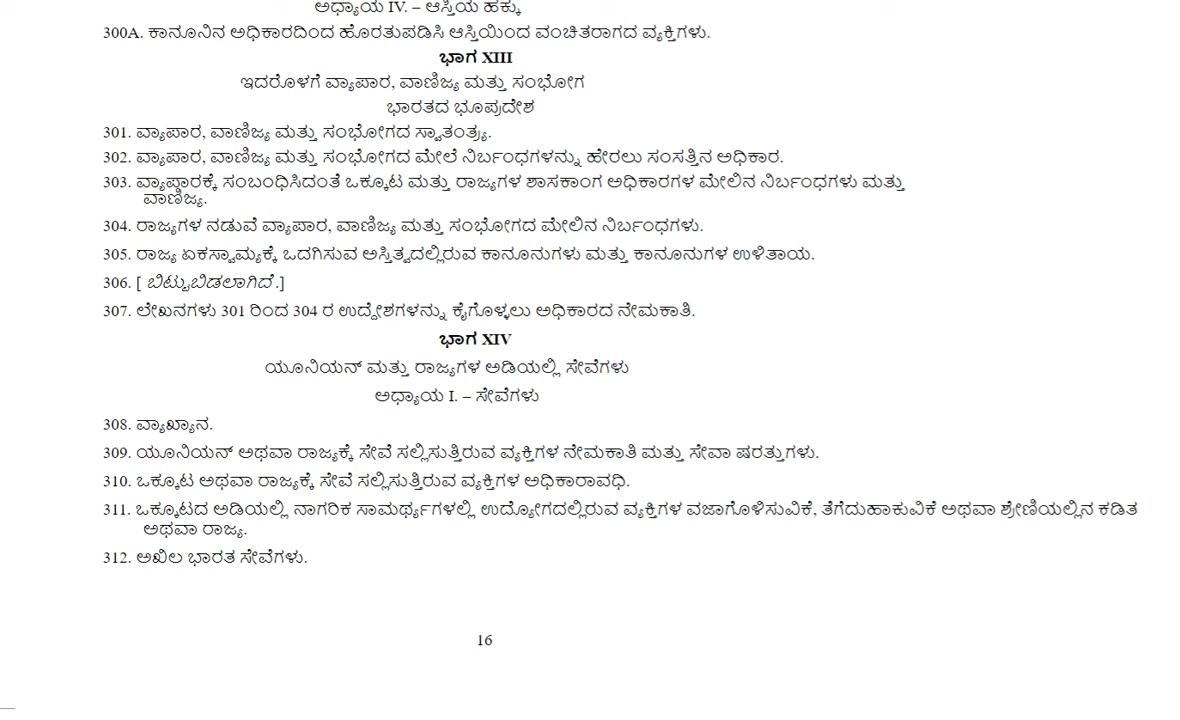 ಅಧ್ಯಾಯ IV. – ಆಸ್ತಿಯ ಹಕ್ಕು
300A. ಕಾನೂನಿನ ಅಧಿಕಾರದಿಂದ ಹೊರತುಪಡಿಸಿ ಆಸ್ತಿಯಿಂದ ವಂಚಿತರಾಗದ ವ್ಯಕ್ತಿಗಳು.
ಭಾಗ XIII
ಇದರೊಳಗೆ ವ್ಯಾಪಾರ, ವಾಣಿಜ್ಯ ಮತ್ತು ಸಂಭೋಗ
ಭಾರತದ ಭೂಪ್ರದೇಶ
301. ವ್ಯಾಪಾರ, ವಾಣಿಜ್ಯ ಮತ್ತು ಸಂಭೋಗದ ಸ್ವಾತಂತ್ರ್ಯ.
302. ವ್ಯಾಪಾರ, ವಾಣಿಜ್ಯ ಮತ್ತು ಸಂಭೋಗದ ಮೇಲೆ ನಿರ್ಬಂಧಗಳನ್ನು ಹೇರಲು ಸಂಸತ್ತಿನ ಅಧಿಕಾರ.
303. ವ್ಯಾಪಾರಕ್ಕೆ ಸಂಬಂಧಿಸಿದಂತೆ ಒಕ್ಕೂಟ ಮತ್ತು ರಾಜ್ಯಗಳ ಶಾಸಕಾಂಗ ಅಧಿಕಾರಗಳ ಮೇಲಿನ ನಿರ್ಬಂಧಗಳು ಮತ್ತು
ವಾಣಿಜ್ಯ.
304. ರಾಜ್ಯಗಳ ನಡುವೆ ವ್ಯಾಪಾರ, ವಾಣಿಜ್ಯ ಮತ್ತು ಸಂಭೋಗದ ಮೇಲಿನ ನಿರ್ಬಂಧಗಳು.
305. ರಾಜ್ಯ ಏಕಸ್ವಾಮ್ಯಕ್ಕೆ ಒದಗಿಸುವ ಅಸ್ತಿತ್ವದಲ್ಲಿರುವ ಕಾನೂನುಗಳು ಮತ್ತು ಕಾನೂನುಗಳ ಉಳಿತಾಯ.
306. [ ಬಿಟ್ಟುಬಿಡಲಾಗಿದೆ .]
307. ಲೇಖನಗಳು 301 ರಿಂದ 304 ರ ಉದ್ದೇಶಗಳನ್ನು ಕೈಗೊಳ್ಳಲು ಅಧಿಕಾರದ ನೇಮಕಾತಿ.
ಭಾಗ XIV
ಯೂನಿಯನ್ ಮತ್ತು ರಾಜ್ಯಗಳ ಅಡಿಯಲ್ಲಿ ಸೇವೆಗಳು
ಅಧ್ಯಾಯ I. – ಸೇವೆಗಳು
308. ವ್ಯಾಖ್ಯಾನ.
309. ಯೂನಿಯನ್ ಅಥವಾ ರಾಜ್ಯಕ್ಕೆ ಸೇವೆ ಸಲ್ಲಿಸುತ್ತಿರುವ ವ್ಯಕ್ತಿಗಳ ನೇಮಕಾತಿ ಮತ್ತು ಸೇವಾ ಷರತ್ತುಗಳು.
310. ಒಕ್ಕೂಟ ಅಥವಾ ರಾಜ್ಯಕ್ಕೆ ಸೇವೆ ಸಲ್ಲಿಸುತ್ತಿರುವ ವ್ಯಕ್ತಿಗಳ ಅಧಿಕಾರಾವಧಿ.
311. ಒಕ್ಕೂಟದ ಅಡಿಯಲ್ಲಿ ನಾಗರಿಕ ಸಾಮರ್ಥ್ಯಗಳಲ್ಲಿ ಉದ್ಯೋಗದಲ್ಲಿರುವ ವ್ಯಕ್ತಿಗಳ ವಜಾಗೊಳಿಸುವಿಕೆ, ತೆಗೆದುಹಾಕುವಿಕೆ ಅಥವಾ ಶ್ರೇಣಿಯಲ್ಲಿನ ಕಡಿತ
ಅಥವಾ ರಾಜ್ಯ.
312. ಅಖಿಲ ಭಾರತ ಸೇವೆಗಳು.
16